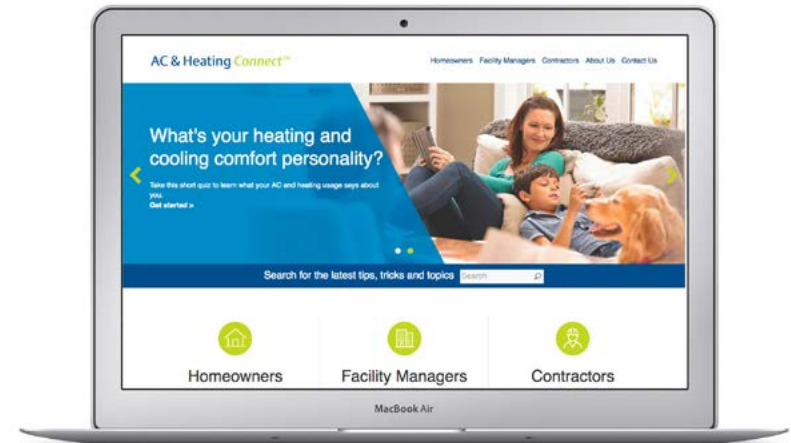 AC & Heating Connect™
Homeowners Facility Managers Contractors About Us Contact Us
What's your heating and
cooling comfort personality?
Take this short quiz to learn what your AC and heating usage says about
you.
Get started >
Search for the latest tips, tricks and topics Search
Homeowners Facility Managers Contractors
MacBook Air